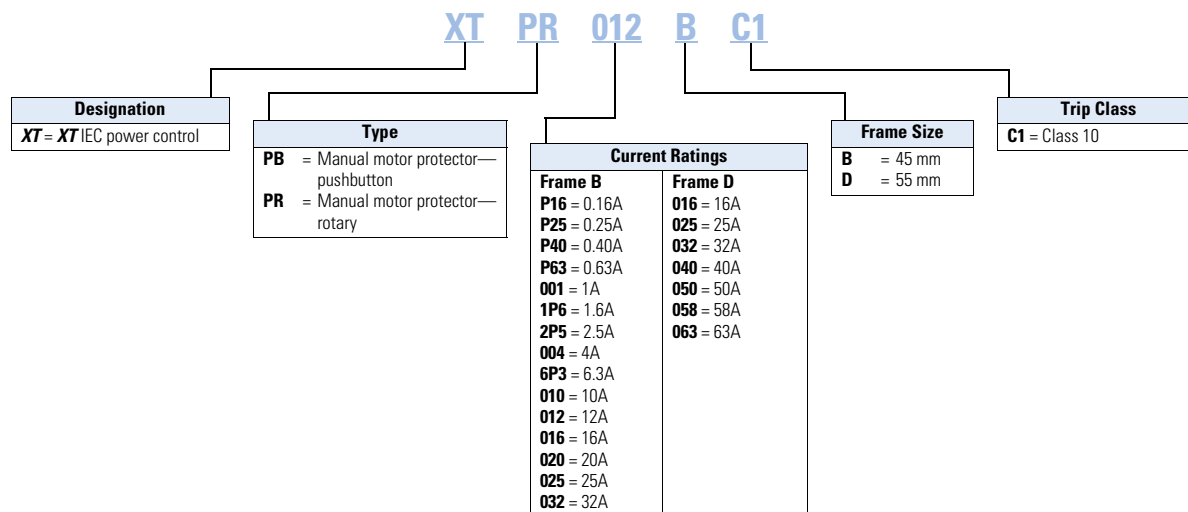 XT PR 012 B C1
Designation
XT = XT IEC power control
Type
PB = Manual motor protector—
pushbutton
PR = Manual motor protector—
rotary
Current Ratings
Frame B
P16 = 0.16A
P25 = 0.25A
P40 = 0.40A
P63 = 0.63A
001 = 1A
1P6 = 1.6A
2P5 = 2.5A
004 = 4A
6P3 = 6.3A
010 = 10A
012 = 12A
016 = 16A
020 = 20A
025 = 25A
032 = 32A
Frame D
016 = 16A
025 = 25A
032 = 32A
040 = 40A
050 = 50A
058 = 58A
063 = 63A
Frame Size
B = 45 mm
D = 55 mm
Trip Class
C1 = Class 10